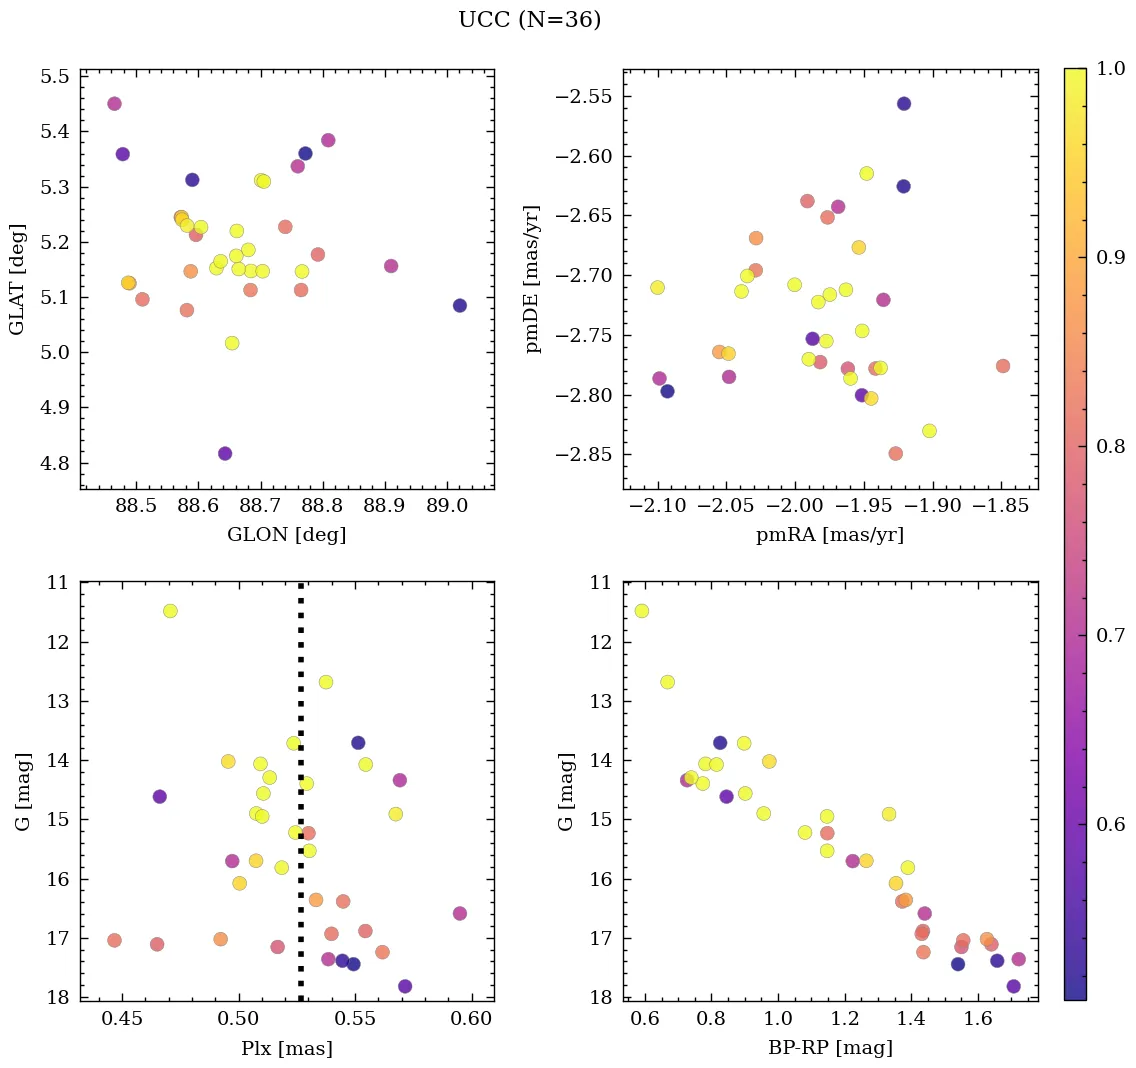 UCC (N=36)
5.5
5.4
5.3
5.2
5.1
5.0
4.9
4.8
GLAT [deg]
88.5 88.6 88.7 88.8 88.9 89.0
GLON [deg]
−2.55
−2.60
−2.65
−2.70
−2.75
−2.80
−2.85
pmDE [mas/yr]
−2.10 −2.05 −2.00 −1.95 −1.90 −1.85
pmRA [mas/yr]
1.0
0.9
0.8
0.7
0.6
11
12
13
14
15
16
17
18
G [mag]
0.45 0.50 0.55 0.60
Plx [mas]
11
12
13
14
15
16
17
18
G [mag]
0.6 0.8 1.0 1.2 1.4 1.6
BP-RP [mag]